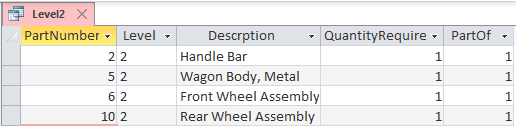 Level2
PartNumber Level Descrption QuantityRequire PartOf
2 2 Handle Bar 1 1
5 2 Wagon Body, Metal 1 1
6 2 Front Wheel Assembly 1 1
10 2 Rear Wheel Assembly 1 1